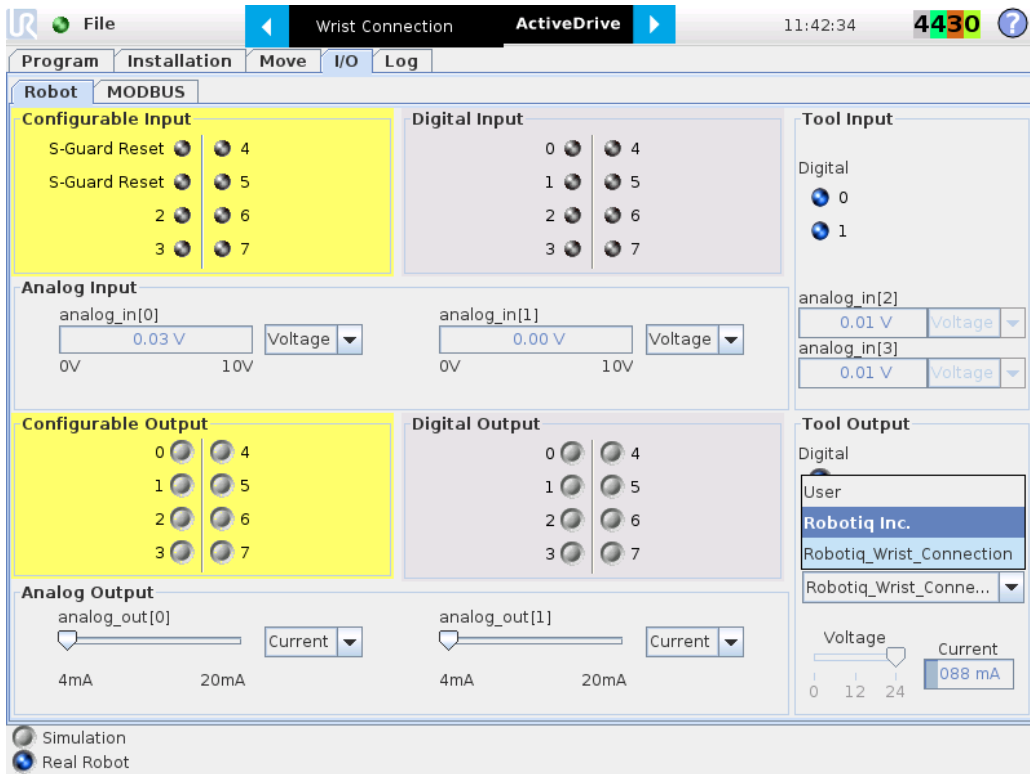 UR File Wrist Connection ActiveDrive 11:42:34 4430 ?
Program Installation Move I/O Log
Robot MODBUS
Configurable Input
S-Guard Reset 4
S-Guard Reset 5
2 6
3 7
Digital Input
0 4
1 5
2 6
3 7
Tool Input
Digital
0
1
analog_in[2]
0.01 V Voltage
analog_in[3]
0.01 V Voltage
Analog Input
analog_in[0]
0.03 V Voltage
0V 10V
analog_in[1]
0.00 V Voltage
0V 10V
Configurable Output
0 4
1 5
2 6
3 7
Digital Output
0 4
1 5
2 6
3 7
Tool Output
Digital
User
Robotiq Inc.
Robotiq_Wrist_Connection
Robotiq_Wrist_Conne...
Voltage
0 12 24
Current
088 mA
Analog Output
analog_out[0]
Current
4mA 20mA
analog_out[1]
Current
4mA 20mA
Simulation
Real Robot